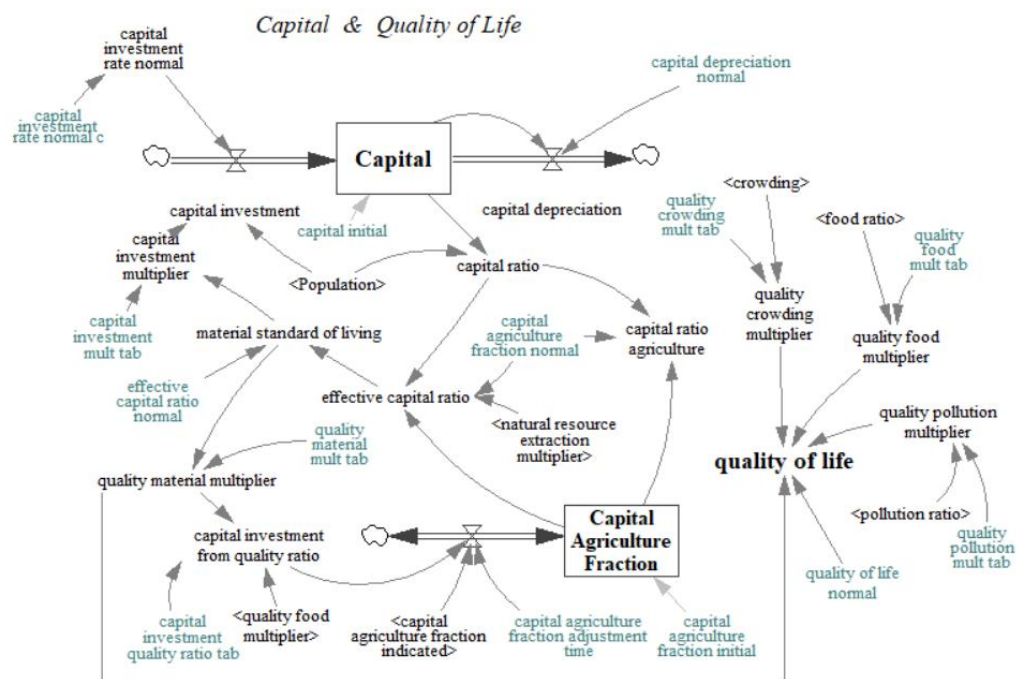 Capital & Quality of Life
capital
investment
rate normal
capital
investment
rate normal c
capital depreciation
normal
Capital
capital investment
capital initial
capital depreciation
<crowding>
quality
crowding
mult tab
<food ratio>
quality
food
mult tab
capital
investment
multiplier
<Population>
capital ratio
capital
investment
mult tab
material standard of living
capital
agriculture
fraction normal
capital ratio
agriculture
quality
crowding
multiplier
quality food
multiplier
effective
capital ratio
normal
effective capital ratio
<natural resource
extraction
multiplier>
quality
material
mult tab
quality pollution
multiplier
quality of life
quality material multiplier
<pollution ratio>
quality
pollution
mult tab
capital investment
from quality ratio
Capital
Agriculture
Fraction
quality of life
normal
capital
investment
quality ratio tab
<quality food
multiplier>
<capital
agriculture fraction
indicated>
capital agriculture
fraction adjustment
time
capital
agriculture
fraction initial